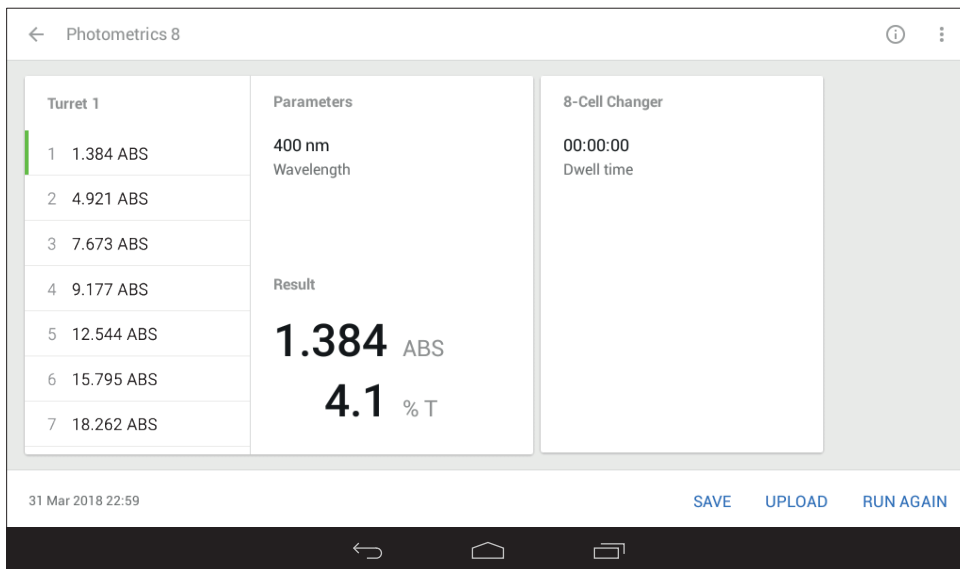 Photometrics 8
Turret 1
1 1.384 ABS
2 4.921 ABS
3 7.673 ABS
4 9.177 ABS
5 12.544 ABS
6 15.795 ABS
7 18.262 ABS
Parameters
400 nm
Wavelength
Result
1.384 ABS
4.1 % T
8-Cell Changer
00:00:00
Dwell time
31 Mar 2018 22:59
SAVE UPLOAD RUN AGAIN